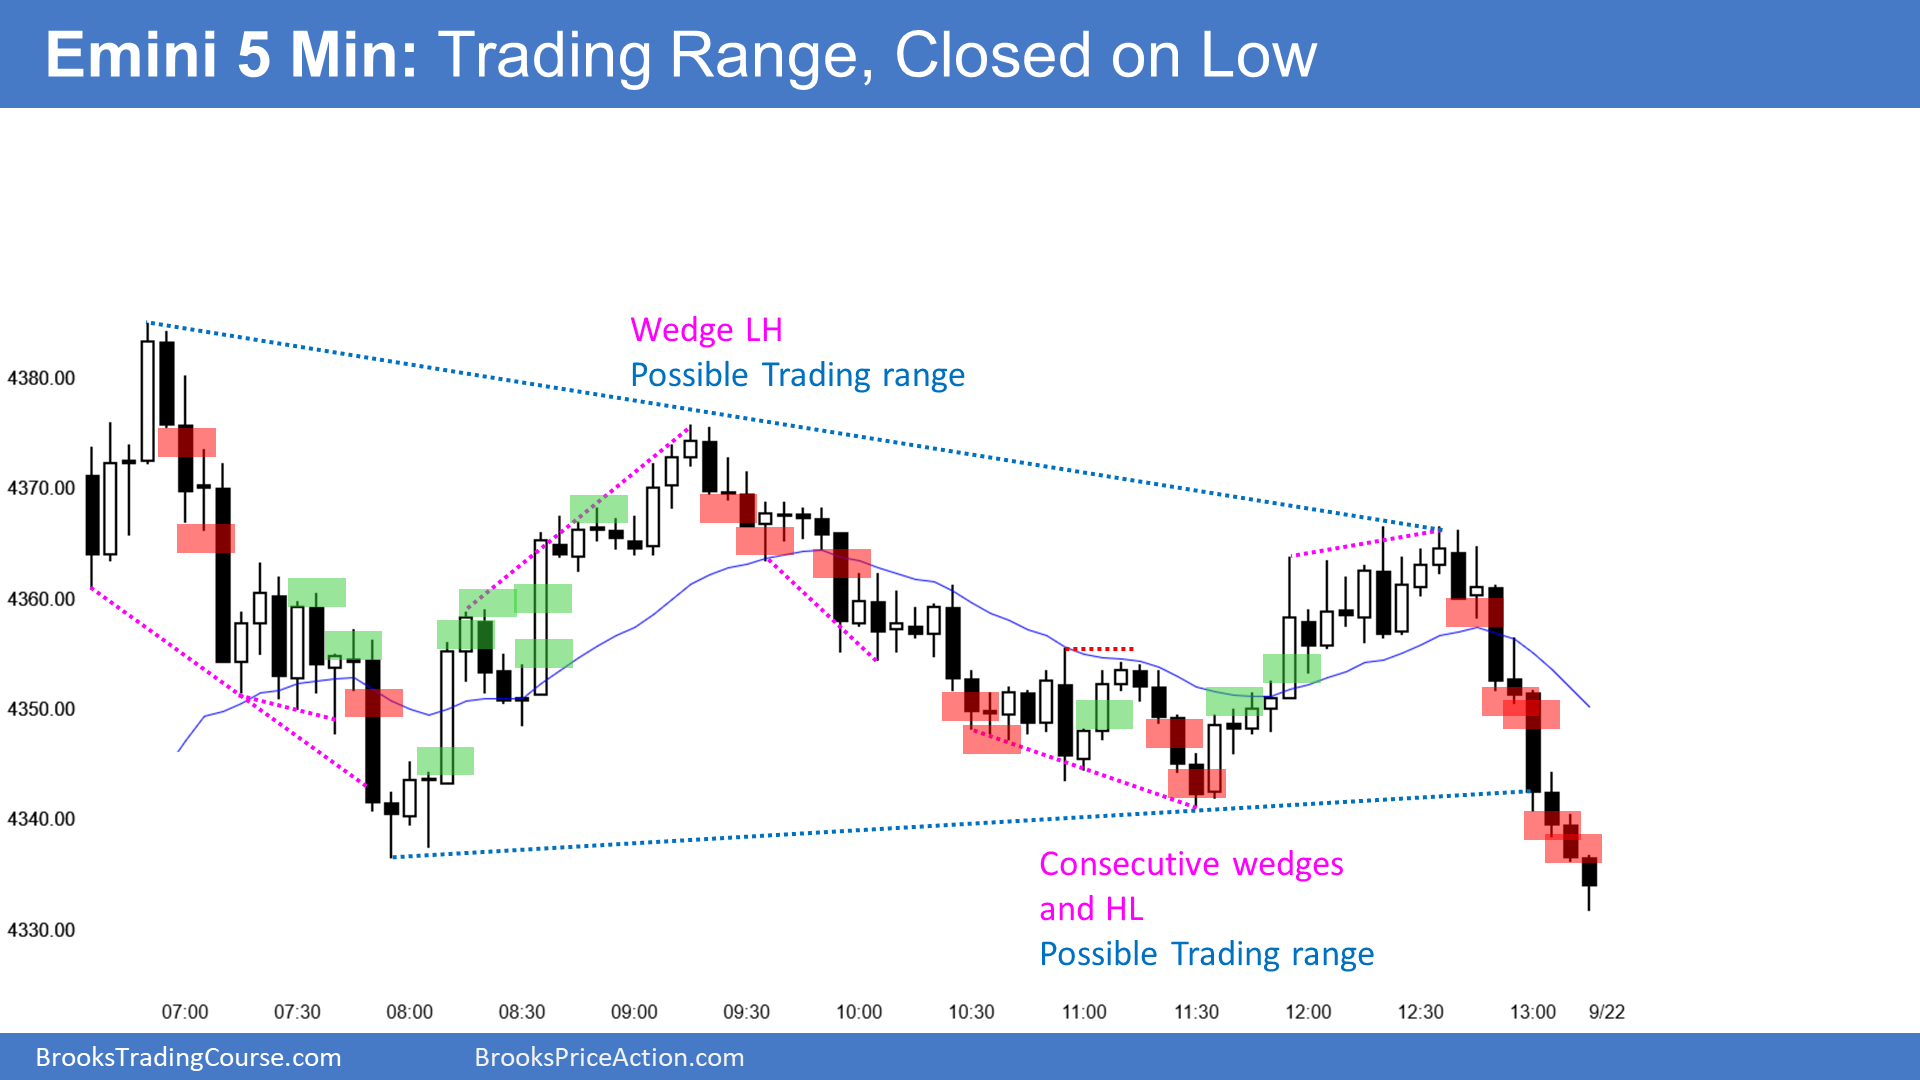 Emini 5 Min: Trading Range, Closed on Low
Wedge LH
Possible Trading range
4380.00
4370.00
4360.00
4350.00
4340.00
4330.00
Consecutive wedges
and HL
Possible Trading range
07:00 07:30 08:00 08:30 09:00 09:30 10:00 10:30 11:00 11:30 12:00 12:30 13:00 9/22
BrooksTradingCourse.com BrooksPriceAction.com